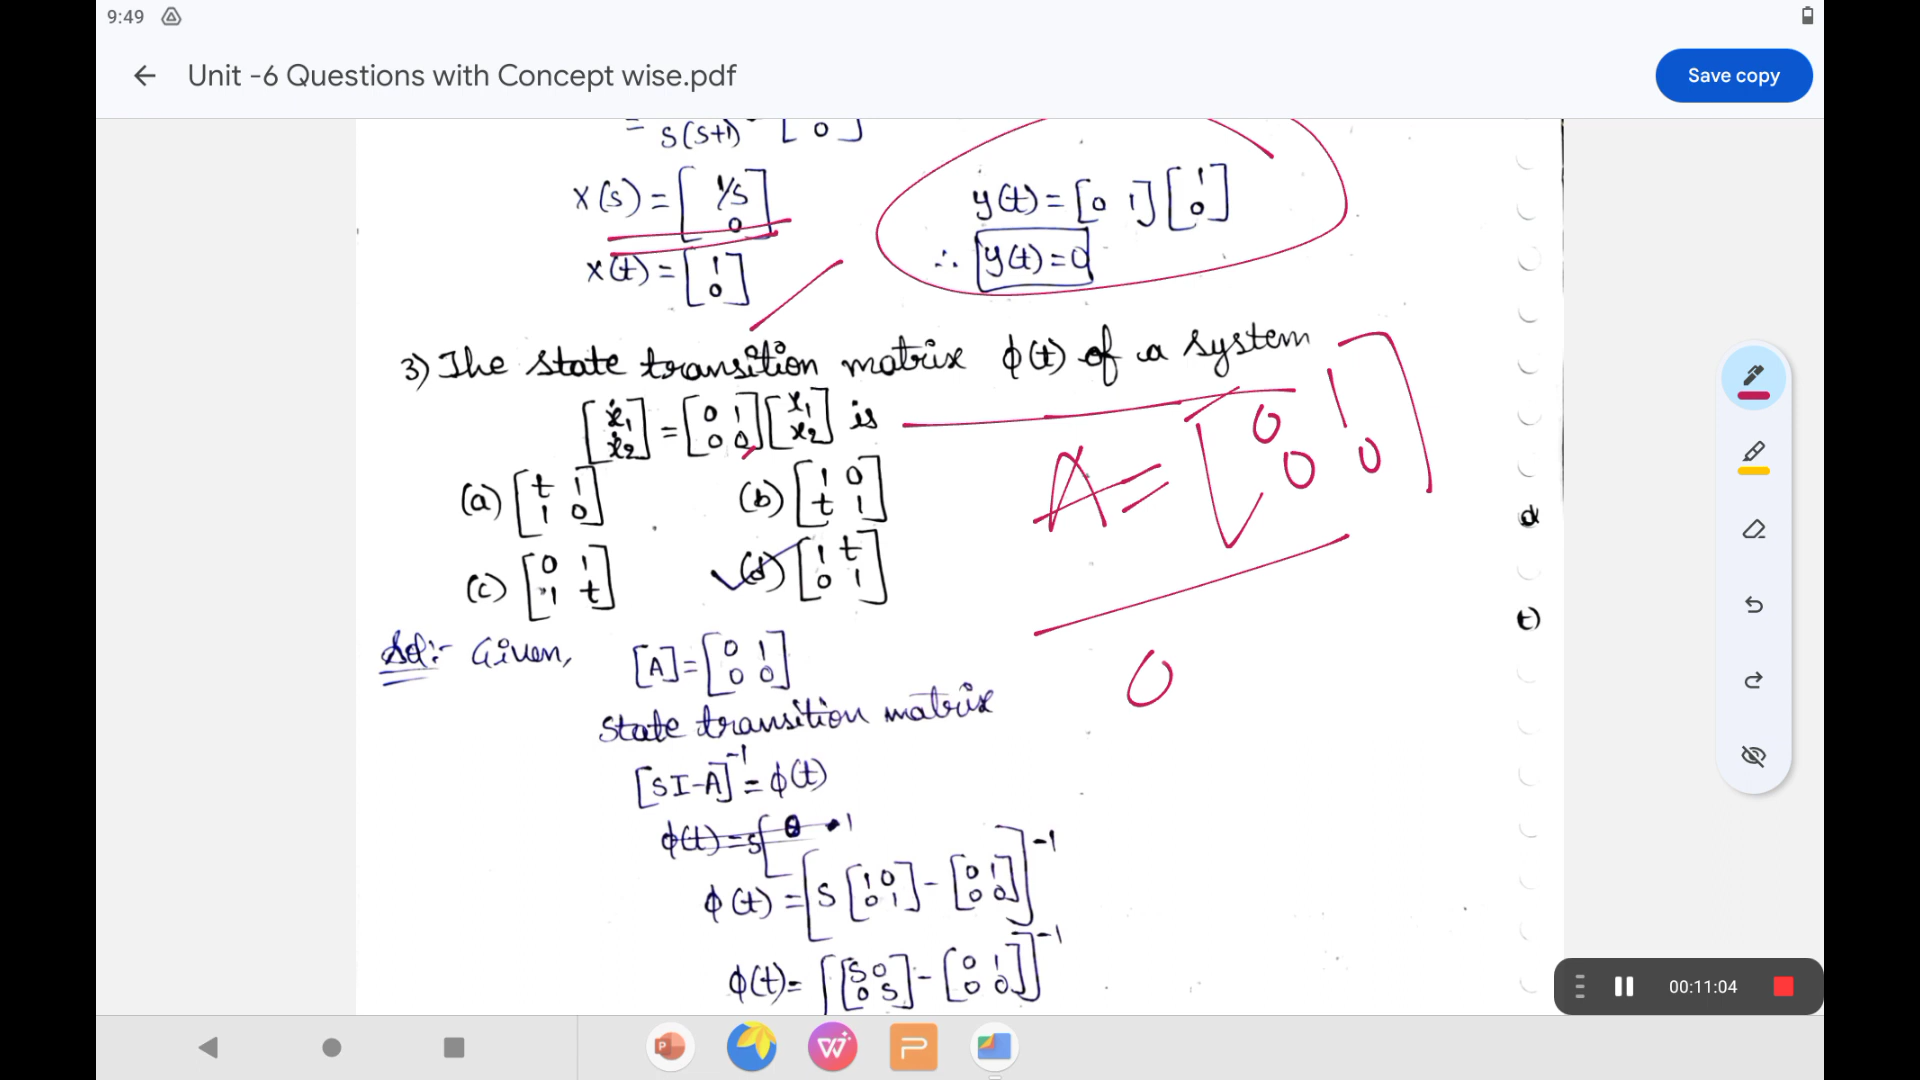 9:49
Unit -6 Questions with Concept wise.pdf
Save copy
= s(s+1) [ 0 ]
X(s) = [ 1/s 0 ]
y(t) = [0 1] [ 1 0 ]
x(t) = [ 1 0 ]
∴ y(t)=0
3) The state transition matrix ϕ(t) of a system
[ẋ1 ẋ2] = [0 1 0 0] [x1 x2] is
A = [0 1 0 0]
(a) [t 1 1 0] (b) [1 0 t 1]
(c) [0 1 1 t] (d) [1 t 0 1]
d
t)
Sol:- Given, [A] = [0 1 0 0]
0
State transition matrix
[SI-A]⁻¹ = ϕ(t)
ϕ(t) = [S [1 0 0 1] - [0 1 0 0]]⁻¹
ϕ(t) = [[S 0 0 S] - [0 1 0 0]]⁻¹
00:11:04